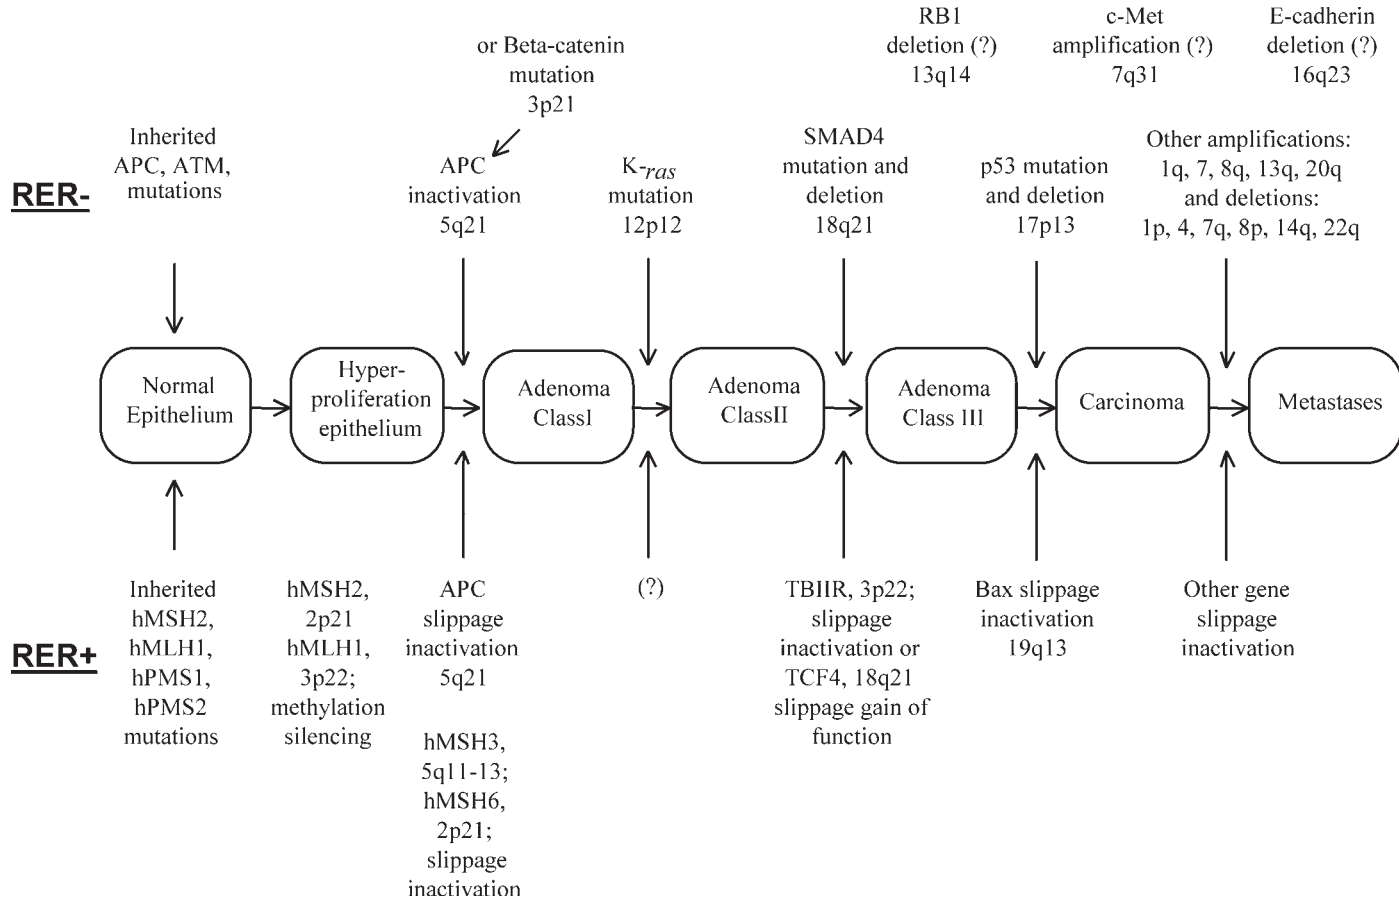 RB1
deletion (?)
13q14
c-Met
amplification (?)
7q31
E-cadherin
deletion (?)
16q23
or Beta-catenin
mutation
3p21
RER-
Inherited
APC, ATM,
mutations
APC
inactivation
5q21
K-ras
mutation
12p12
SMAD4
mutation and
deletion
18q21
p53 mutation
and deletion
17p13
Other amplifications:
1q, 7, 8q, 13q, 20q
and deletions:
1p, 4, 7q, 8p, 14q, 22q
Normal
Epithelium
Hyper-
proliferation
epithelium
Adenoma
ClassI
Adenoma
ClassII
Adenoma
Class III
Carcinoma
Metastases
RER+
Inherited
hMSH2,
hMLH1,
hPMS1,
hPMS2
mutations
hMSH2,
2p21
hMLH1,
3p22;
methylation
silencing
APC
slippage
inactivation
5q21
hMSH3,
5q11-13;
hMSH6,
2p21;
slippage
inactivation
(?)
TBIIR, 3p22;
slippage
inactivation or
TCF4, 18q21
slippage gain of
function
Bax slippage
inactivation
19q13
Other gene
slippage
inactivation